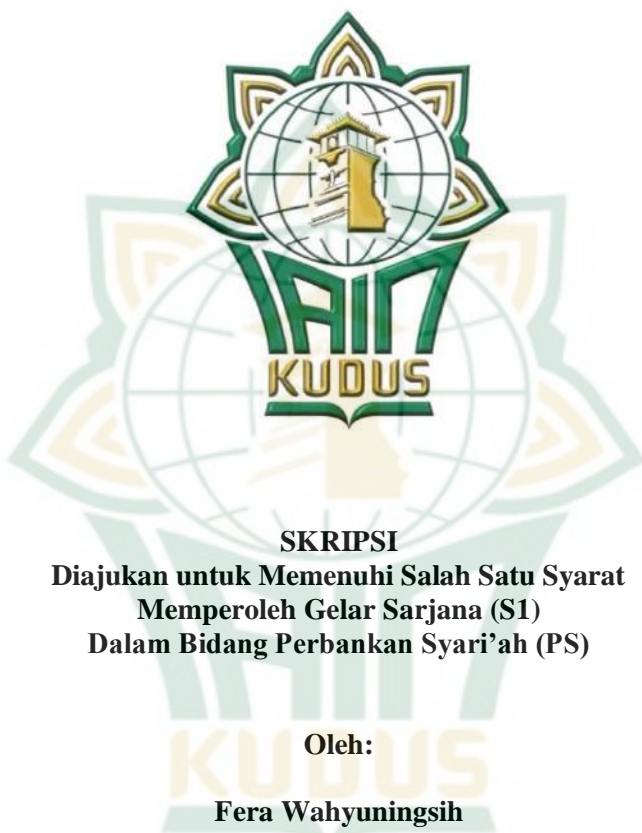 IAIN
KUDUS
SKRIPSI
Diajukan untuk Memenuhi Salah Satu Syarat
Memperoleh Gelar Sarjana (S1)
Dalam Bidang Perbankan Syari’ah (PS)
Oleh:
Fera Wahyuningsih